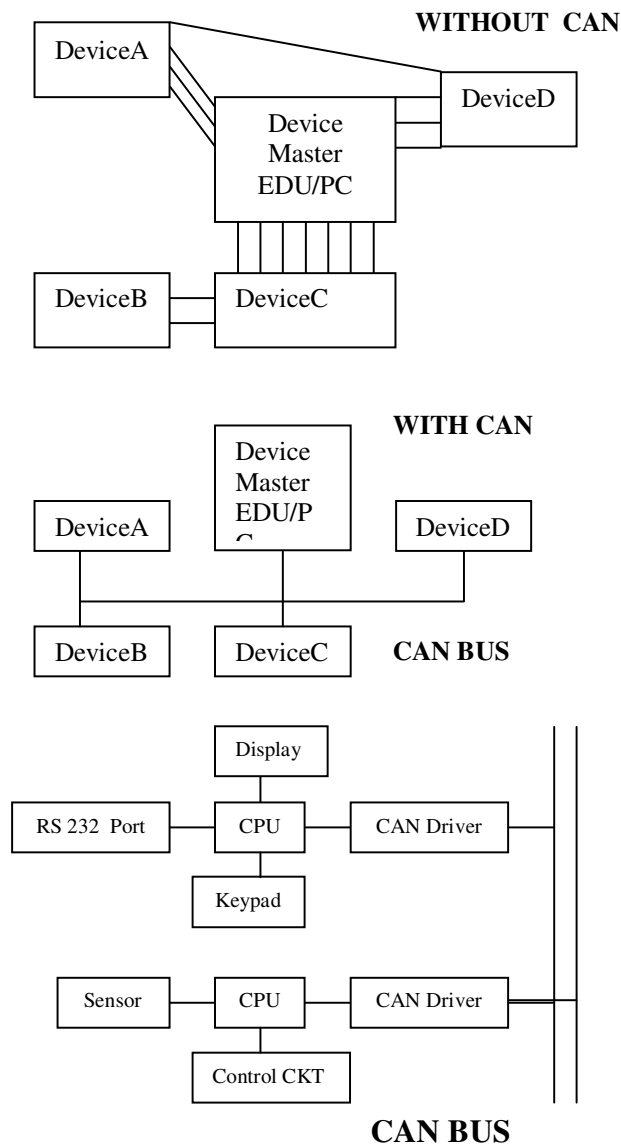 WITHOUT CAN
DeviceA
DeviceD
Device
Master
EDU/PC
DeviceB
DeviceC
WITH CAN
Device
Master
EDU/P
DeviceA
DeviceD
DeviceB
DeviceC
CAN BUS
Display
RS 232 Port
CPU
CAN Driver
Keypad
Sensor
CPU
CAN Driver
Control CKT
CAN BUS